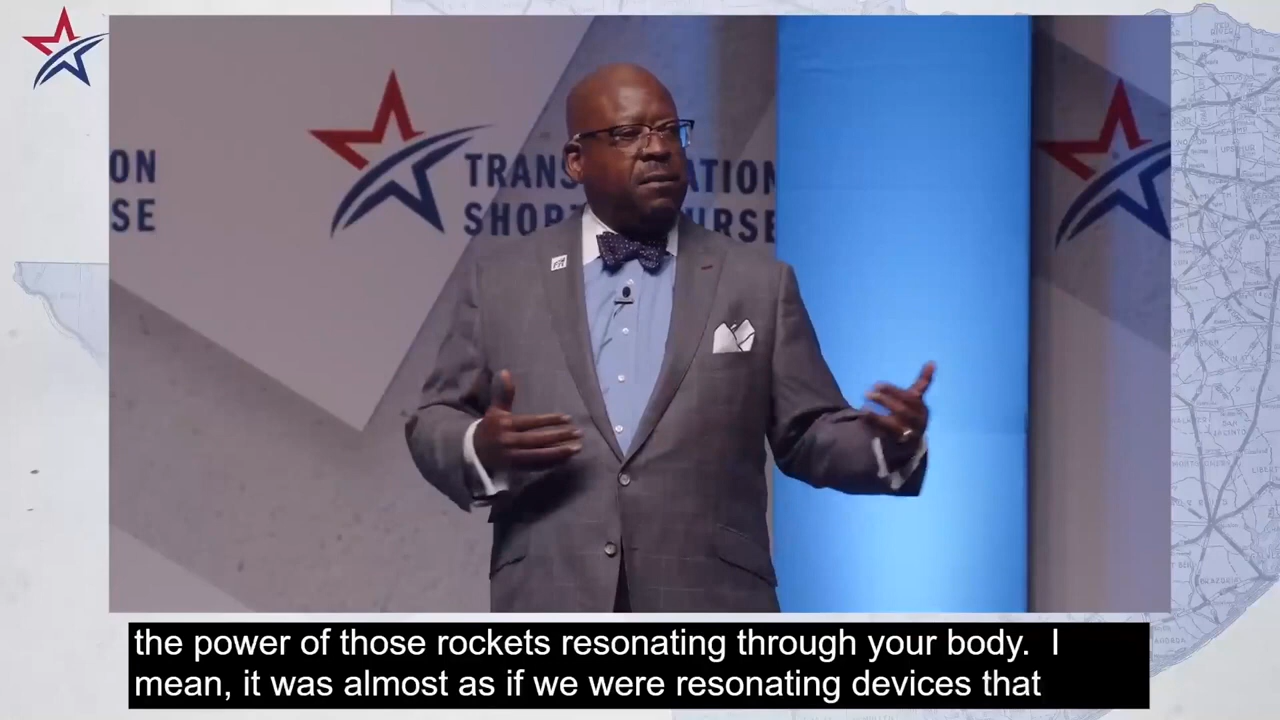 ON
SE
TRANS ATION
SHORT URSE
the power of those rockets resonating through your body. I
mean, it was almost as if we were resonating devices that